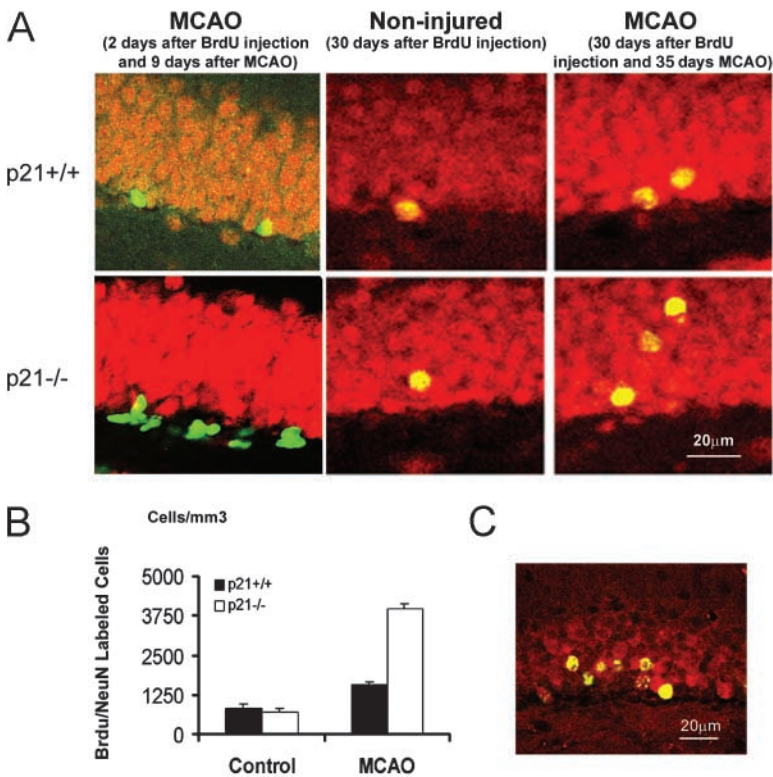 A
MCAO
(2 days after BrdU injection
and 9 days after MCAO)
Non-injured
(30 days after BrdU injection)
MCAO
(30 days after BrdU
injection and 35 days MCAO)
p21+/+
p21-/-
20µm
B
Cells/mm3
Brdu/NeuN Labeled Cells
5000
3750
2500
1250
0
p21+/+
p21-/-
Control
MCAO
C
20µm